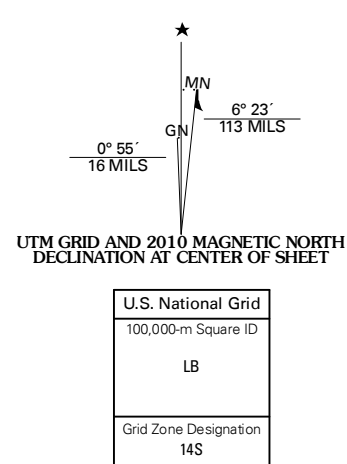 MN
6° 23´
113 MILS
GN
0° 55´
16 MILS
UTM GRID AND 2010 MAGNETIC NORTH
DECLINATION AT CENTER OF SHEET
U.S. National Grid
100,000-m Square ID
LB
Grid Zone Designation
14S